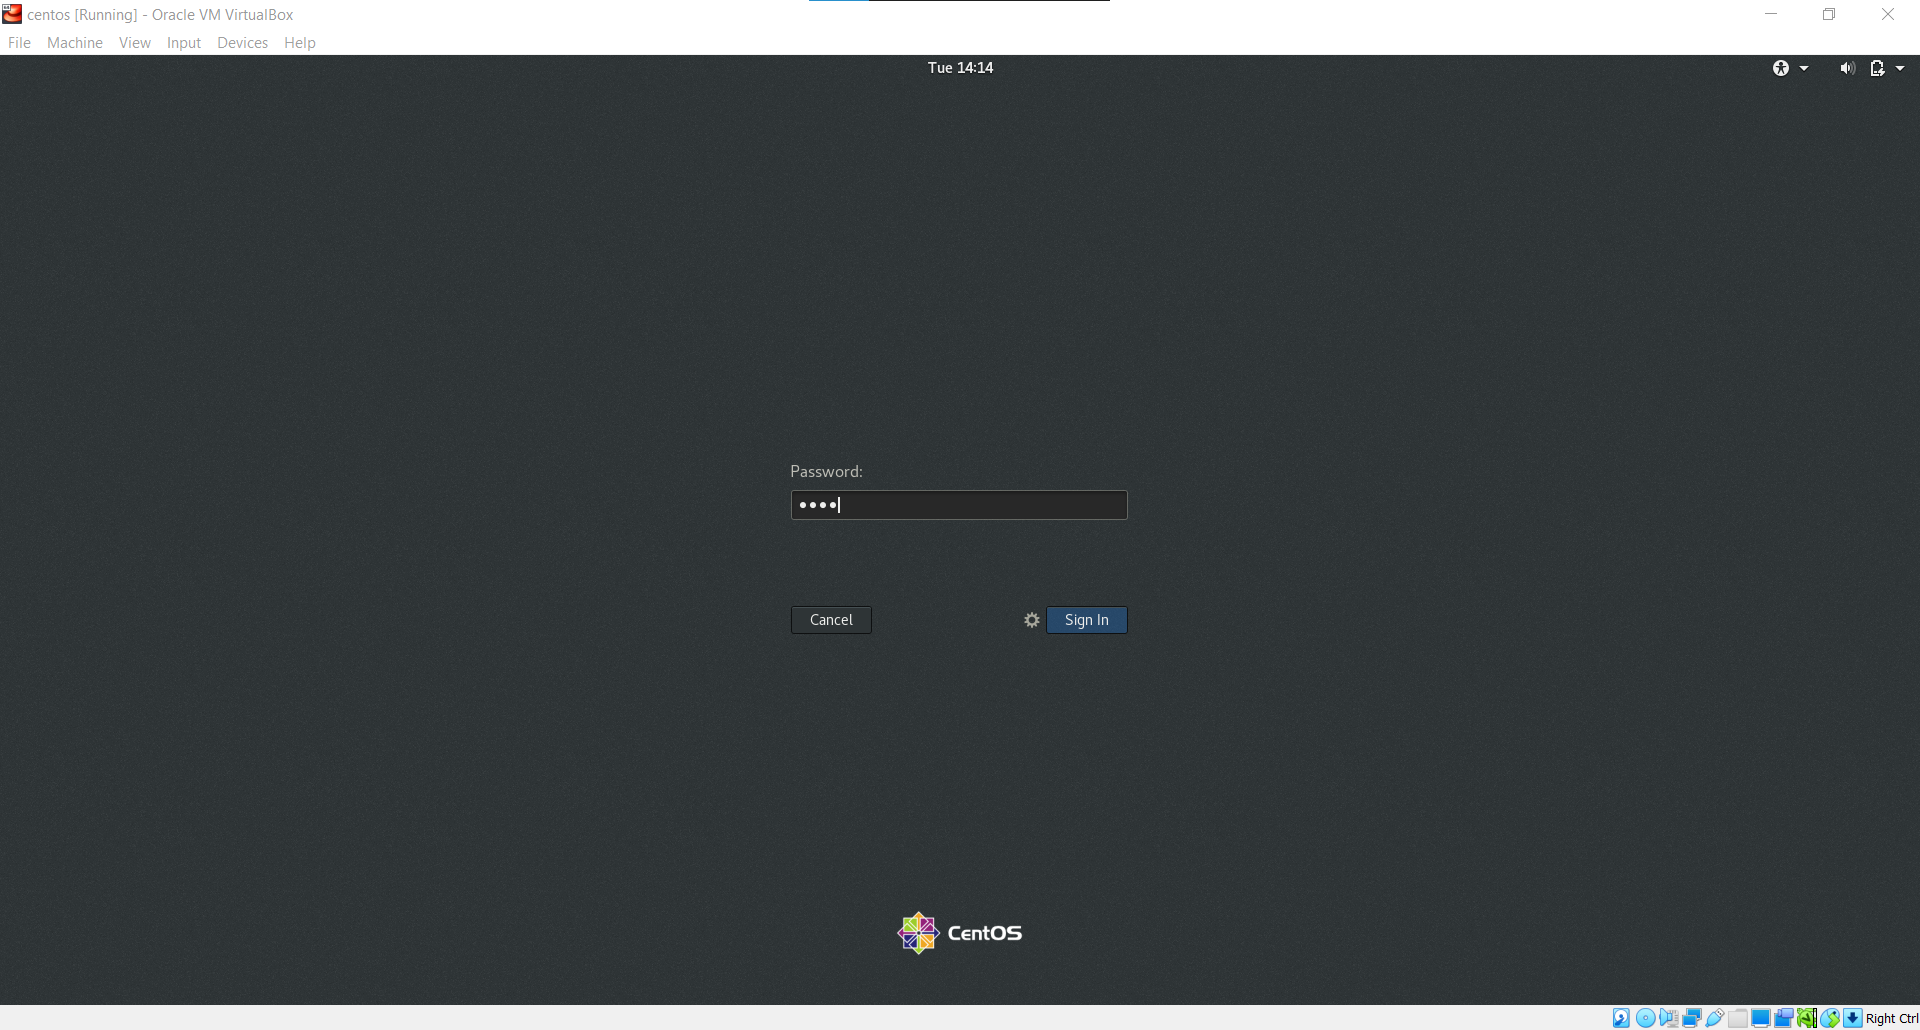 centos [Running] - Oracle VM VirtualBox
File Machine View Input Devices Help
Tue 14:14
Password:
Cancel Sign In
CentOS
Right Ctrl